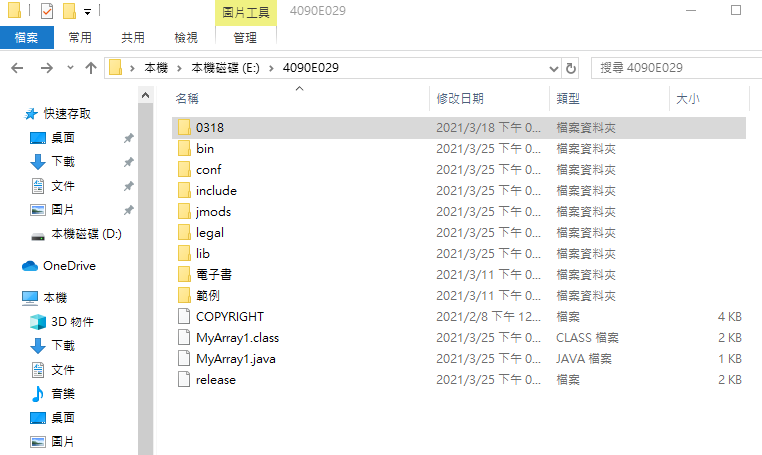 圖片工具 4090E029
檔案 常用 共用 檢視 管理
本機 本機磁碟 (E:) 4090E029 搜尋 4090E029
名稱 修改日期 類型 大小
快速存取
桌面
下載
文件
圖片
本機磁碟 (D:)
OneDrive
本機
3D 物件
下載
文件
音樂
桌面
圖片
0318 2021/3/18 下午 0... 檔案資料夾
bin 2021/3/25 下午 0... 檔案資料夾
conf 2021/3/25 下午 0... 檔案資料夾
include 2021/3/25 下午 0... 檔案資料夾
jmods 2021/3/25 下午 0... 檔案資料夾
legal 2021/3/25 下午 0... 檔案資料夾
lib 2021/3/25 下午 0... 檔案資料夾
電子書 2021/3/11 下午 0... 檔案資料夾
範例 2021/3/11 下午 0... 檔案資料夾
COPYRIGHT 2021/2/8 下午 12... 檔案 4 KB
MyArray1.class 2021/3/25 下午 0... CLASS 檔案 2 KB
MyArray1.java 2021/3/25 下午 0... JAVA 檔案 1 KB
release 2021/3/25 下午 0... 檔案 2 KB